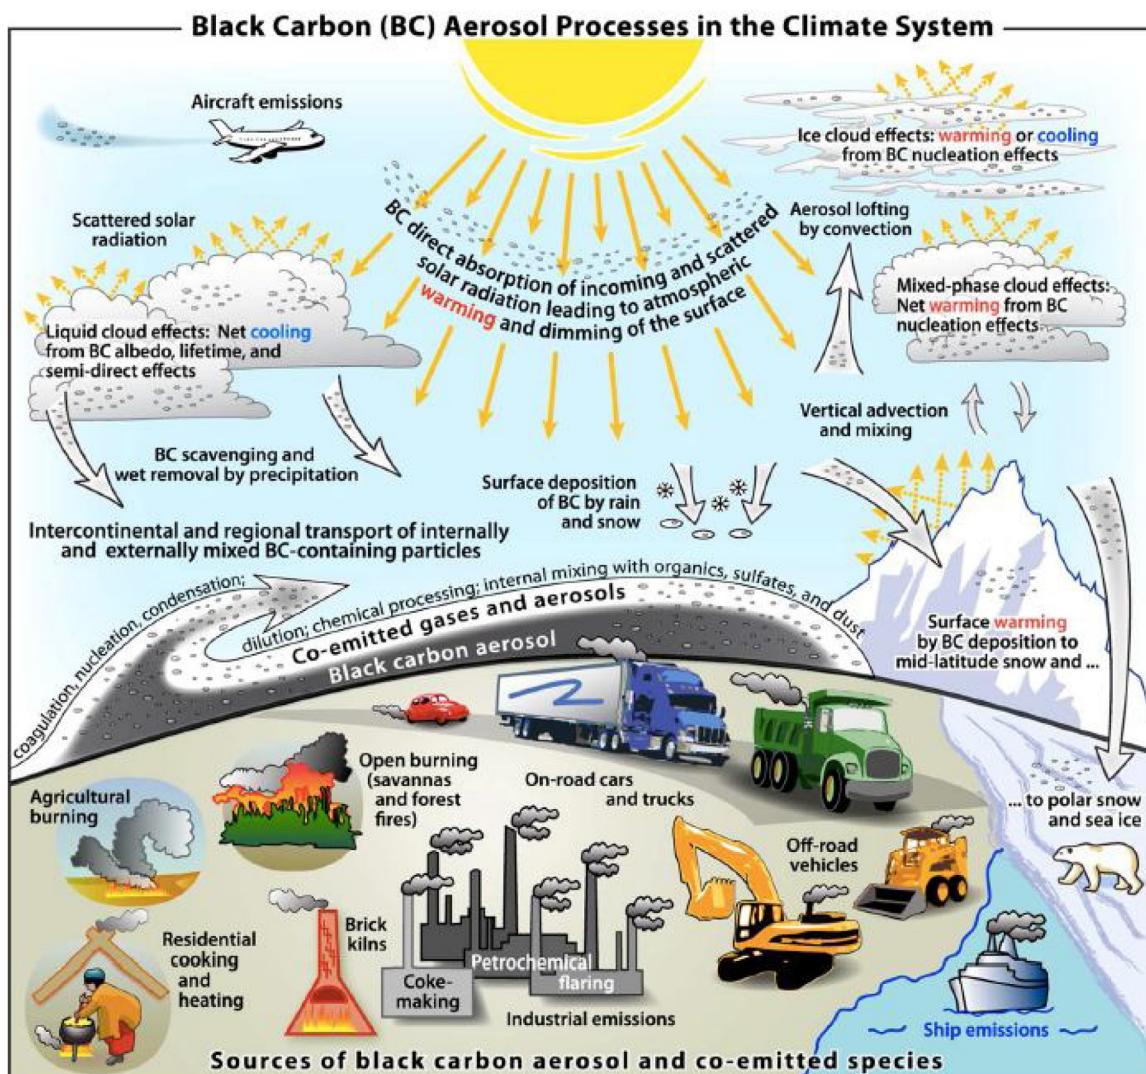 Black Carbon (BC) Aerosol Processes in the Climate System
Aircraft emissions
Ice cloud effects: warming or cooling
from BC nucleation effects
Scattered solar
radiation
BC direct absorption of incoming and scattered
solar radiation leading to atmospheric
warming and dimming of the surface
Aerosol lofting
by convection
Liquid cloud effects: Net cooling
from BC albedo, lifetime, and
semi-direct effects
Mixed-phase cloud effects:
Net warming from BC
nucleation effects
Vertical advection
and mixing
BC scavenging and
wet removal by precipitation
Surface deposition
of BC by rain
and snow
Intercontinental and regional transport of internally
and externally mixed BC-containing particles
coagulation, nucleation, condensation;
dilution; chemical processing; internal mixing with organics, sulfates, and dust
Co-emitted gases and aerosols
Black carbon aerosol
Surface warming
by BC deposition to
mid-latitude snow and ...
... to polar snow
and sea ice
Agricultural
burning
Open burning
(savannas
and forest
fires)
On-road cars
and trucks
Off-road
vehicles
Residential
cooking
and
heating
Brick
kilns
Coke-
making
Petrochemical
flaring
Industrial emissions
Ship emissions
Sources of black carbon aerosol and co-emitted species